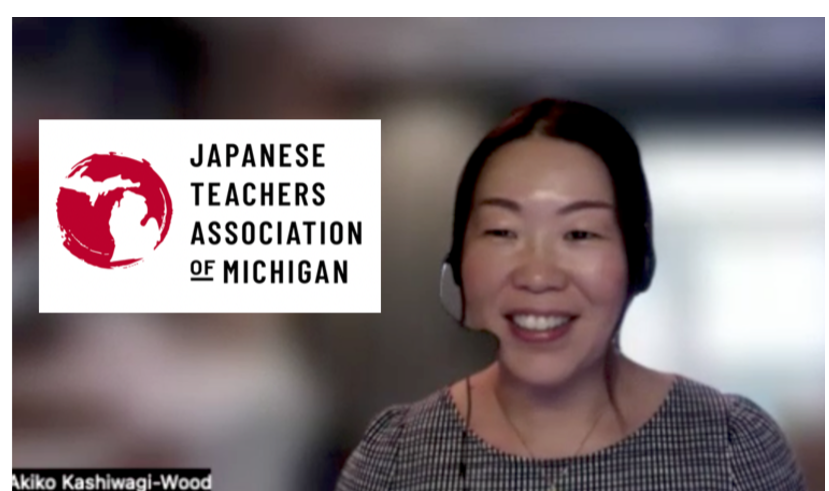 JAPANESE
TEACHERS
ASSOCIATION
OF MICHIGAN
Akiko Kashiwagi-Wood